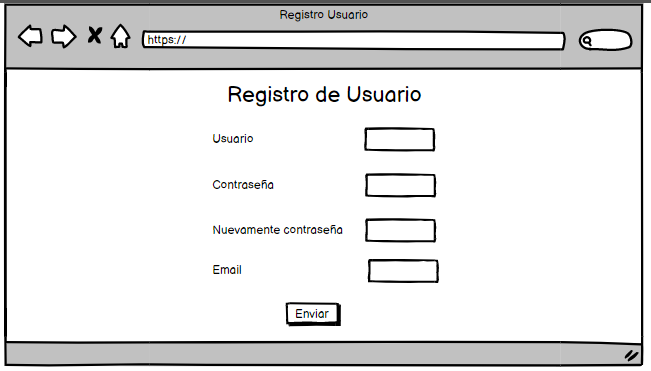 Registro Usuario
https://
Registro de Usuario
Usuario
Contraseña
Nuevamente contraseña
Email
Enviar